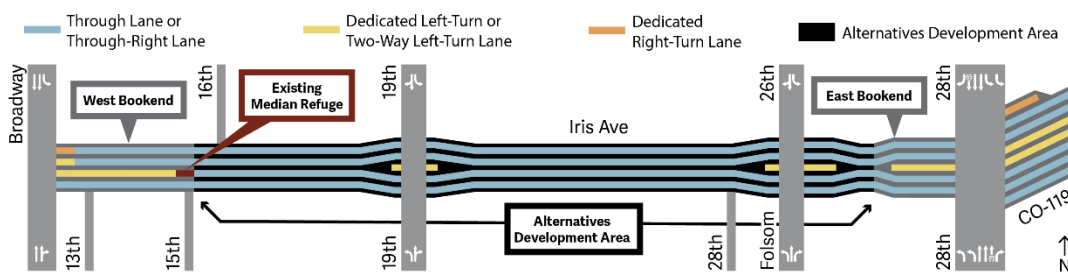 Through Lane or
Through-Right Lane
Dedicated Left-Turn or
Two-Way Left-Turn Lane
Dedicated
Right-Turn Lane
Alternatives Development Area
Broadway
West Bookend
16th
Existing
Median Refuge
19th
Iris Ave
26th
East Bookend
28th
13th
15th
Alternatives
Development Area
19th
28th
Folsom
28th
CO-119
N